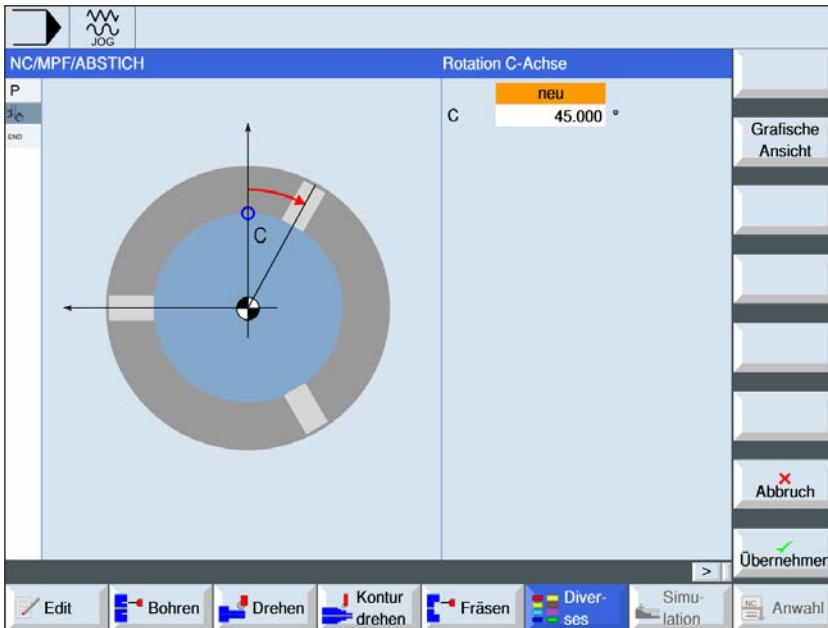 JOG
NC/MPF/ABSTICH
Rotation C-Achse
P
neu
C 45.000 °
END
C
Grafische
Ansicht
Abbruch
Übernehmen
>
Edit
Bohren
Drehen
Kontur
drehen
Fräsen
Diver-
ses
Simu-
lation
NC
Anwahl